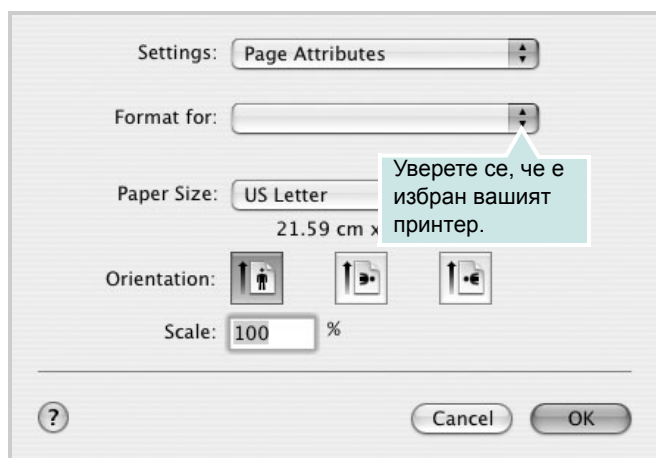 Settings: Page Attributes
Format for:
Уверете се, че е
избран вашият
принтер.
Paper Size: US Letter
21.59 cm x
Orientation:
Scale: 100 %
? Cancel OK